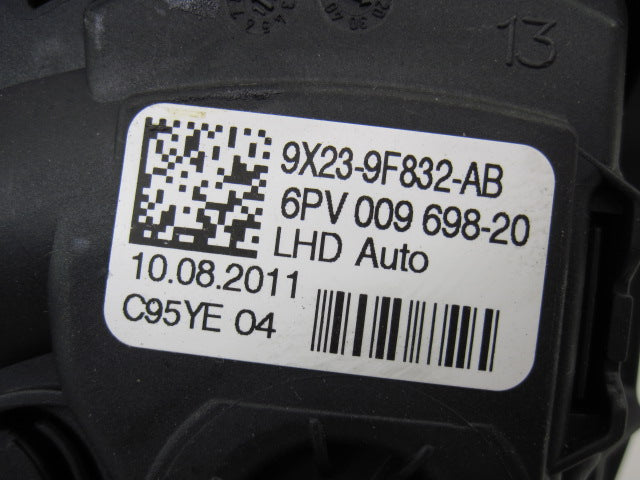 13
9X23-9F832-AB
6PV 009 698-20
LHD Auto
10.08.2011
C95YE 04